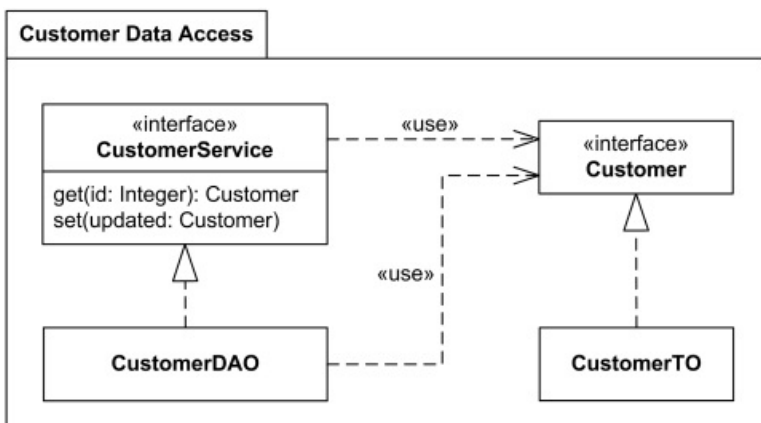 Customer Data Access
«interface»
CustomerService
get(id: Integer): Customer
set(updated: Customer)
«use»
«interface»
Customer
«use»
CustomerDAO
CustomerTO